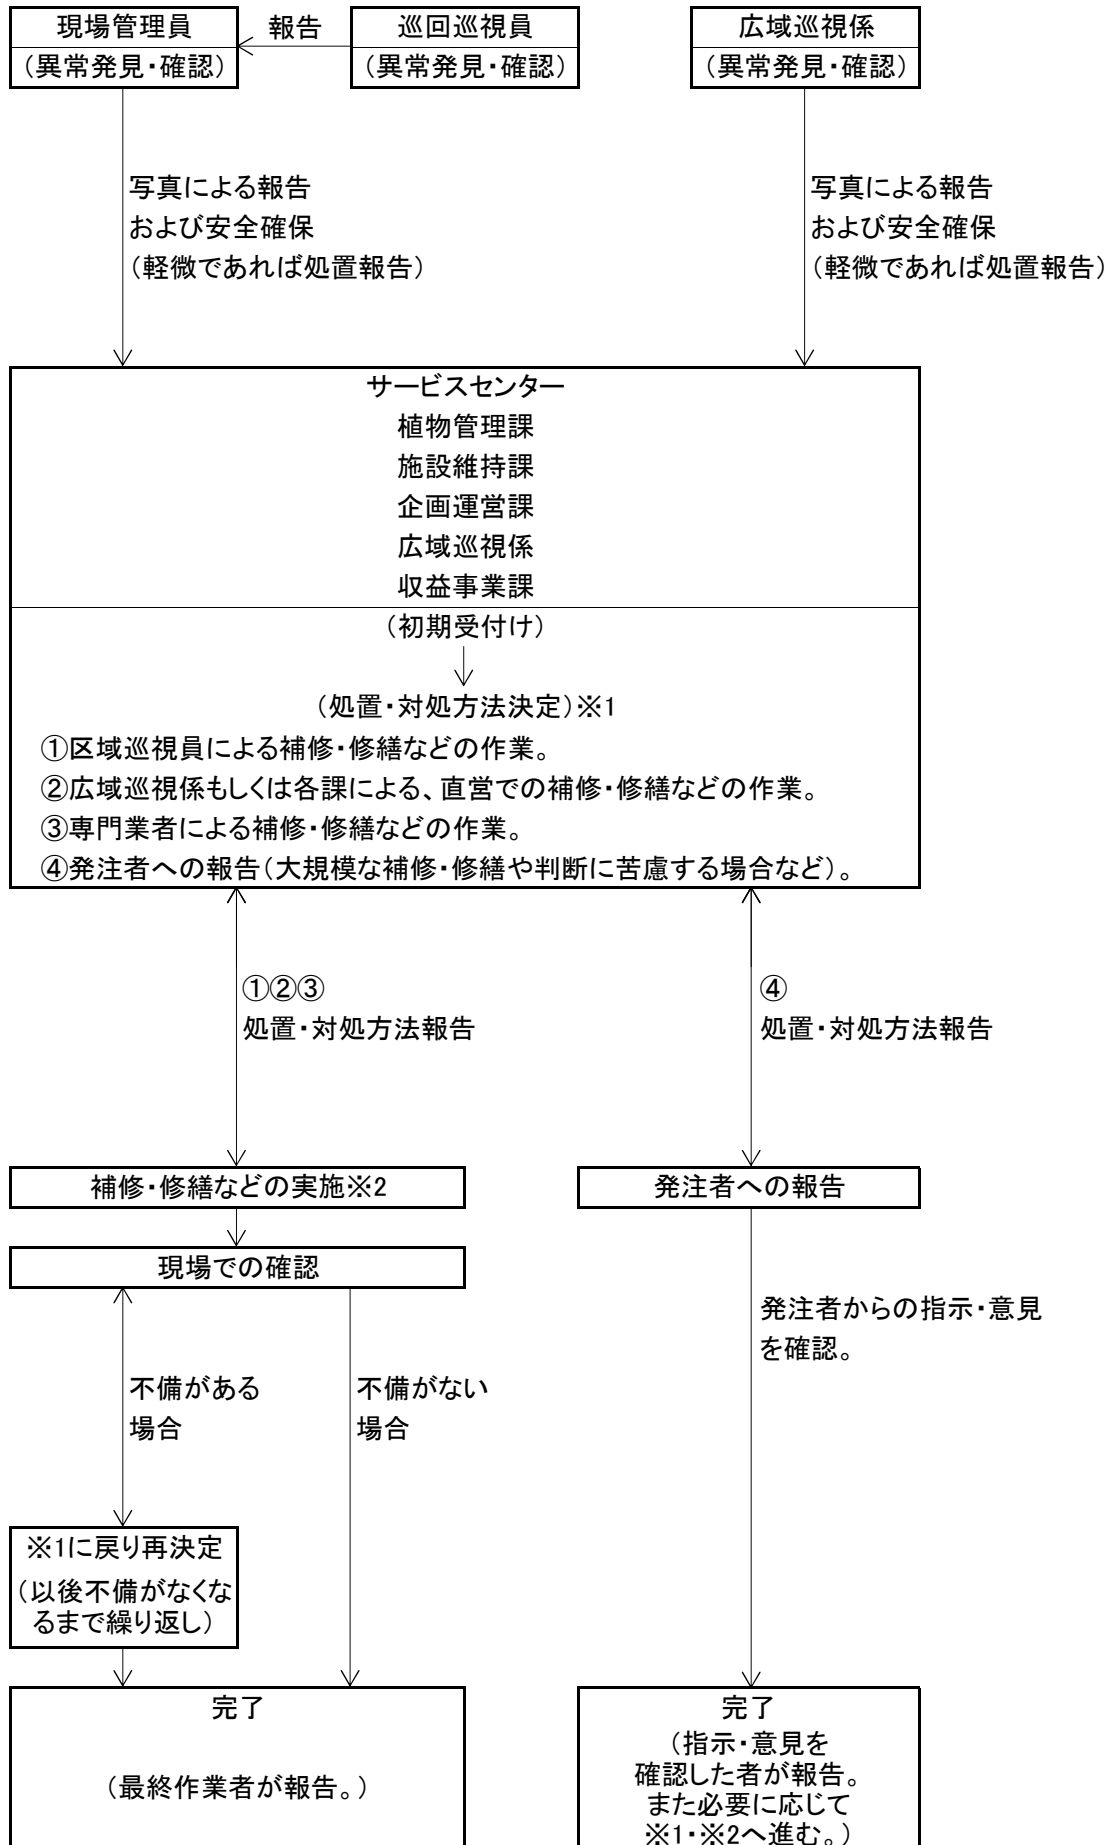 現場管理員
(異常発見・確認)
報告
巡回巡視員
(異常発見・確認)
広域巡視係
(異常発見・確認)
写真による報告
および安全確保
(軽微であれば処置報告)
写真による報告
および安全確保
(軽微であれば処置報告)
サービスセンター
植物管理課
施設維持課
企画運営課
広域巡視係
収益事業課
(初期受付け)
(処置・対処方法決定)※1
①区域巡視員による補修・修繕などの作業。
②広域巡視係もしくは各課による、直営での補修・修繕などの作業。
③専門業者による補修・修繕などの作業。
④発注者への報告(大規模な補修・修繕や判断に苦慮する場合など)。
①②③
処置・対処方法報告
④
処置・対処方法報告
補修・修繕などの実施※2
発注者への報告
現場での確認
発注者からの指示・意見
を確認。
不備がある
場合
不備がない
場合
※1に戻り再決定
(以後不備がなくな
るまで繰り返し)
完了
(最終作業者が報告。)
完了
(指示・意見を
確認した者が報告。
また必要に応じて
※1・※2へ進む。)